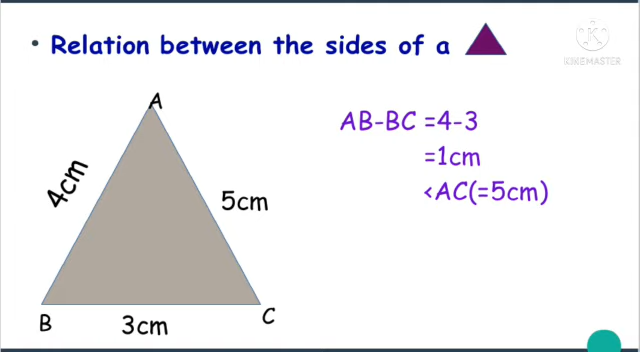 • Relation between the sides of a
KINEMASTER
A
AB-BC =4-3
=1cm
4cm
<AC(=5cm)
5cm
B
3cm
C